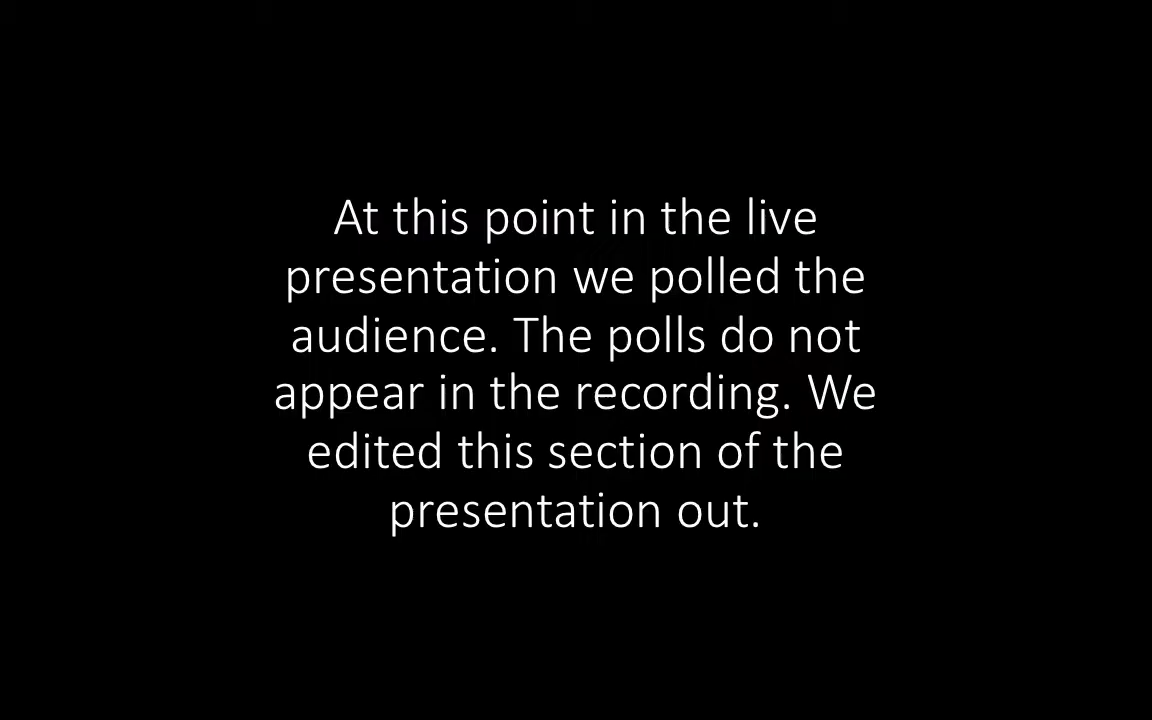 At this point in the live
presentation we polled the
audience. The polls do not
appear in the recording. We
edited this section of the
presentation out.